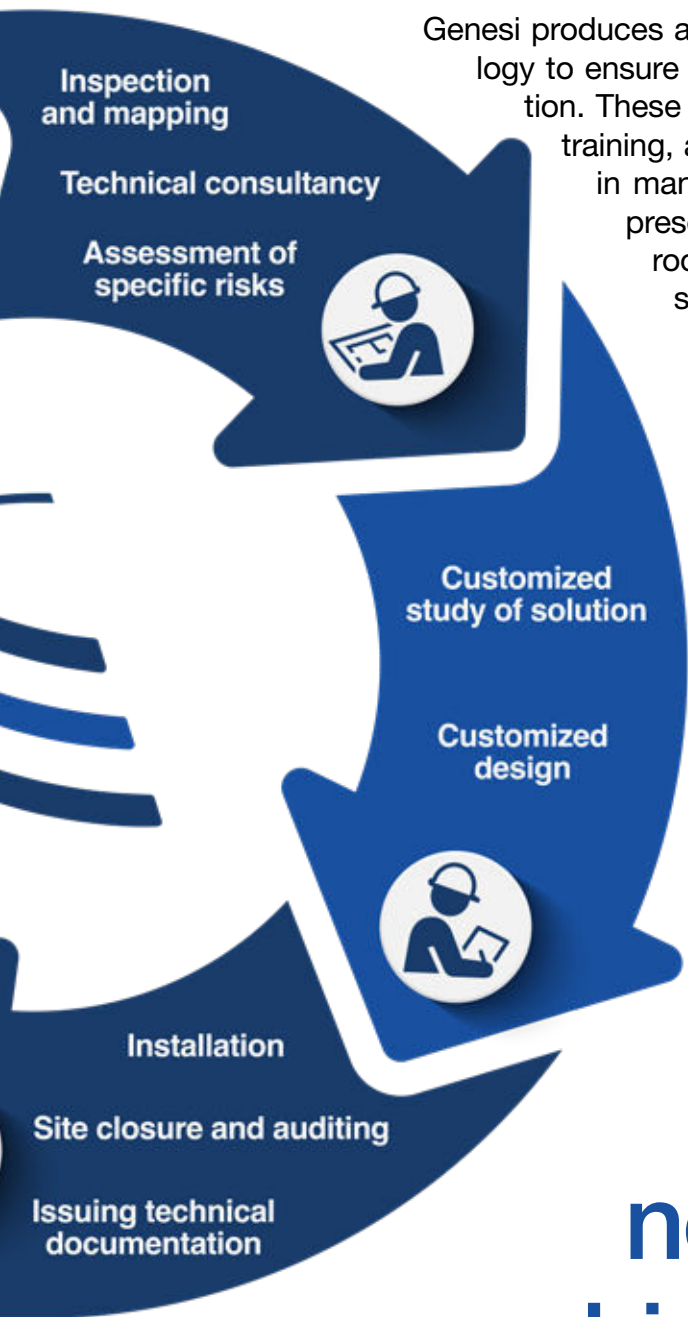 Genesi produces a
logy to ensure
tion. These
training, a
in man
prese
roo
s
Inspection
and mapping
Technical consultancy
Assessment of
specific risks
Customized
study of solution
Customized
design
Installation
Site closure and auditing
Issuing technical
documentation